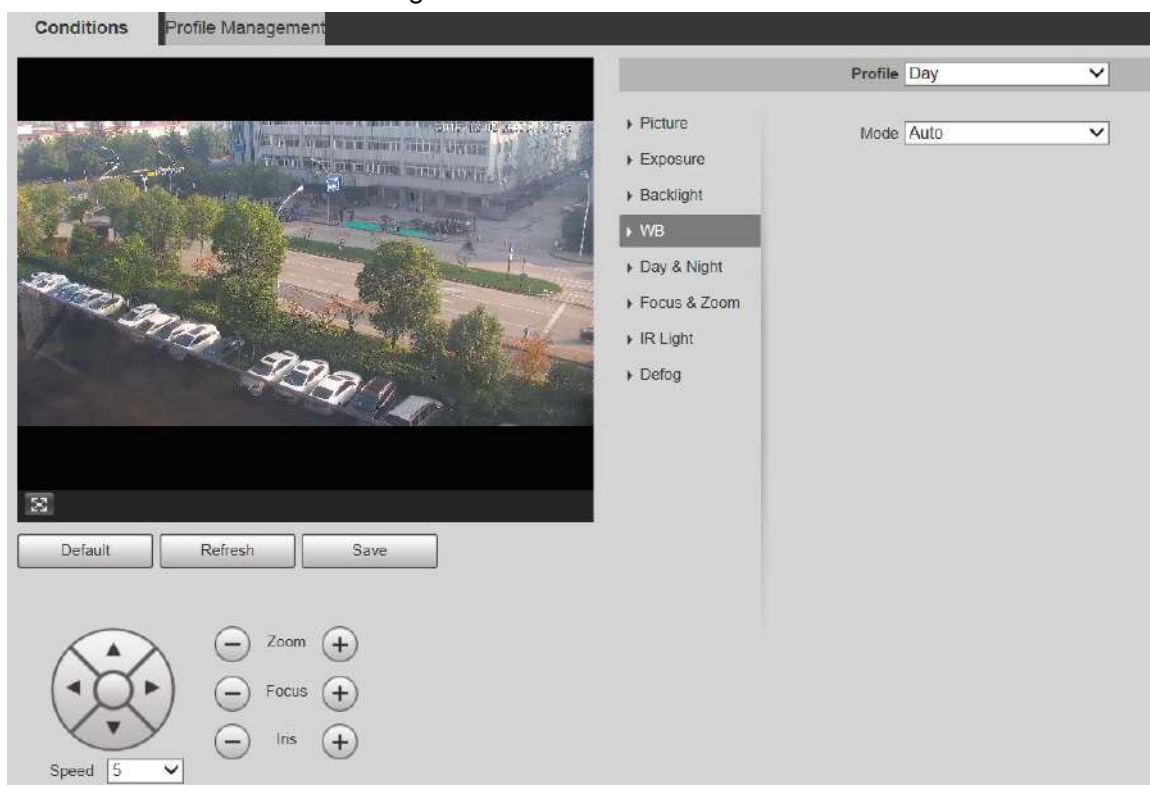 Conditions
Profile Management
Profile Day
Picture
Mode Auto
Exposure
Backlight
WB
Day & Night
Focus & Zoom
IR Light
Defog
Default
Refresh
Save
Zoom
Focus
Iris
Speed 5